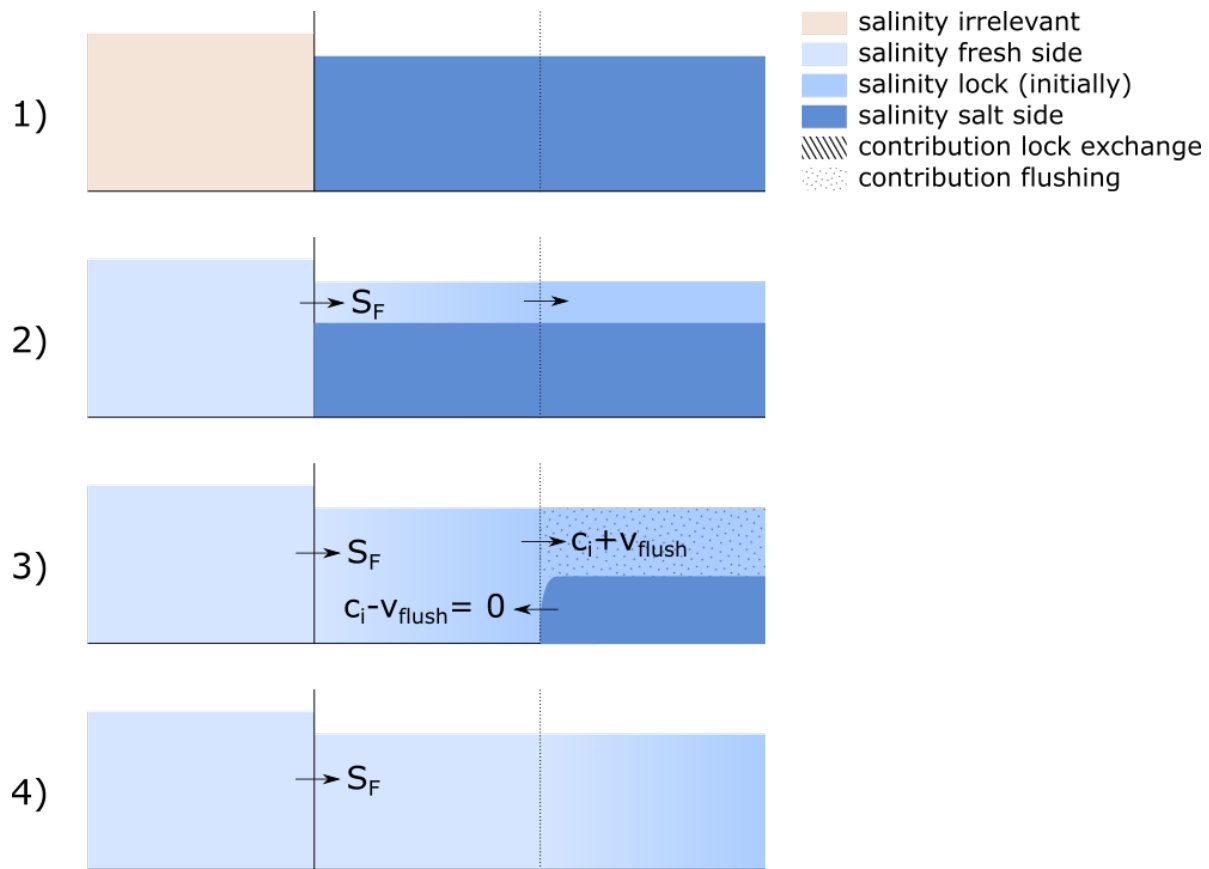 salinity irrelevant
salinity fresh side
salinity lock (initially)
salinity salt side
contribution lock exchange
contribution flushing
1)
2)
S_F
3)
S_F
c_i+v_flush
c_i-v_flush= 0
4)
S_F